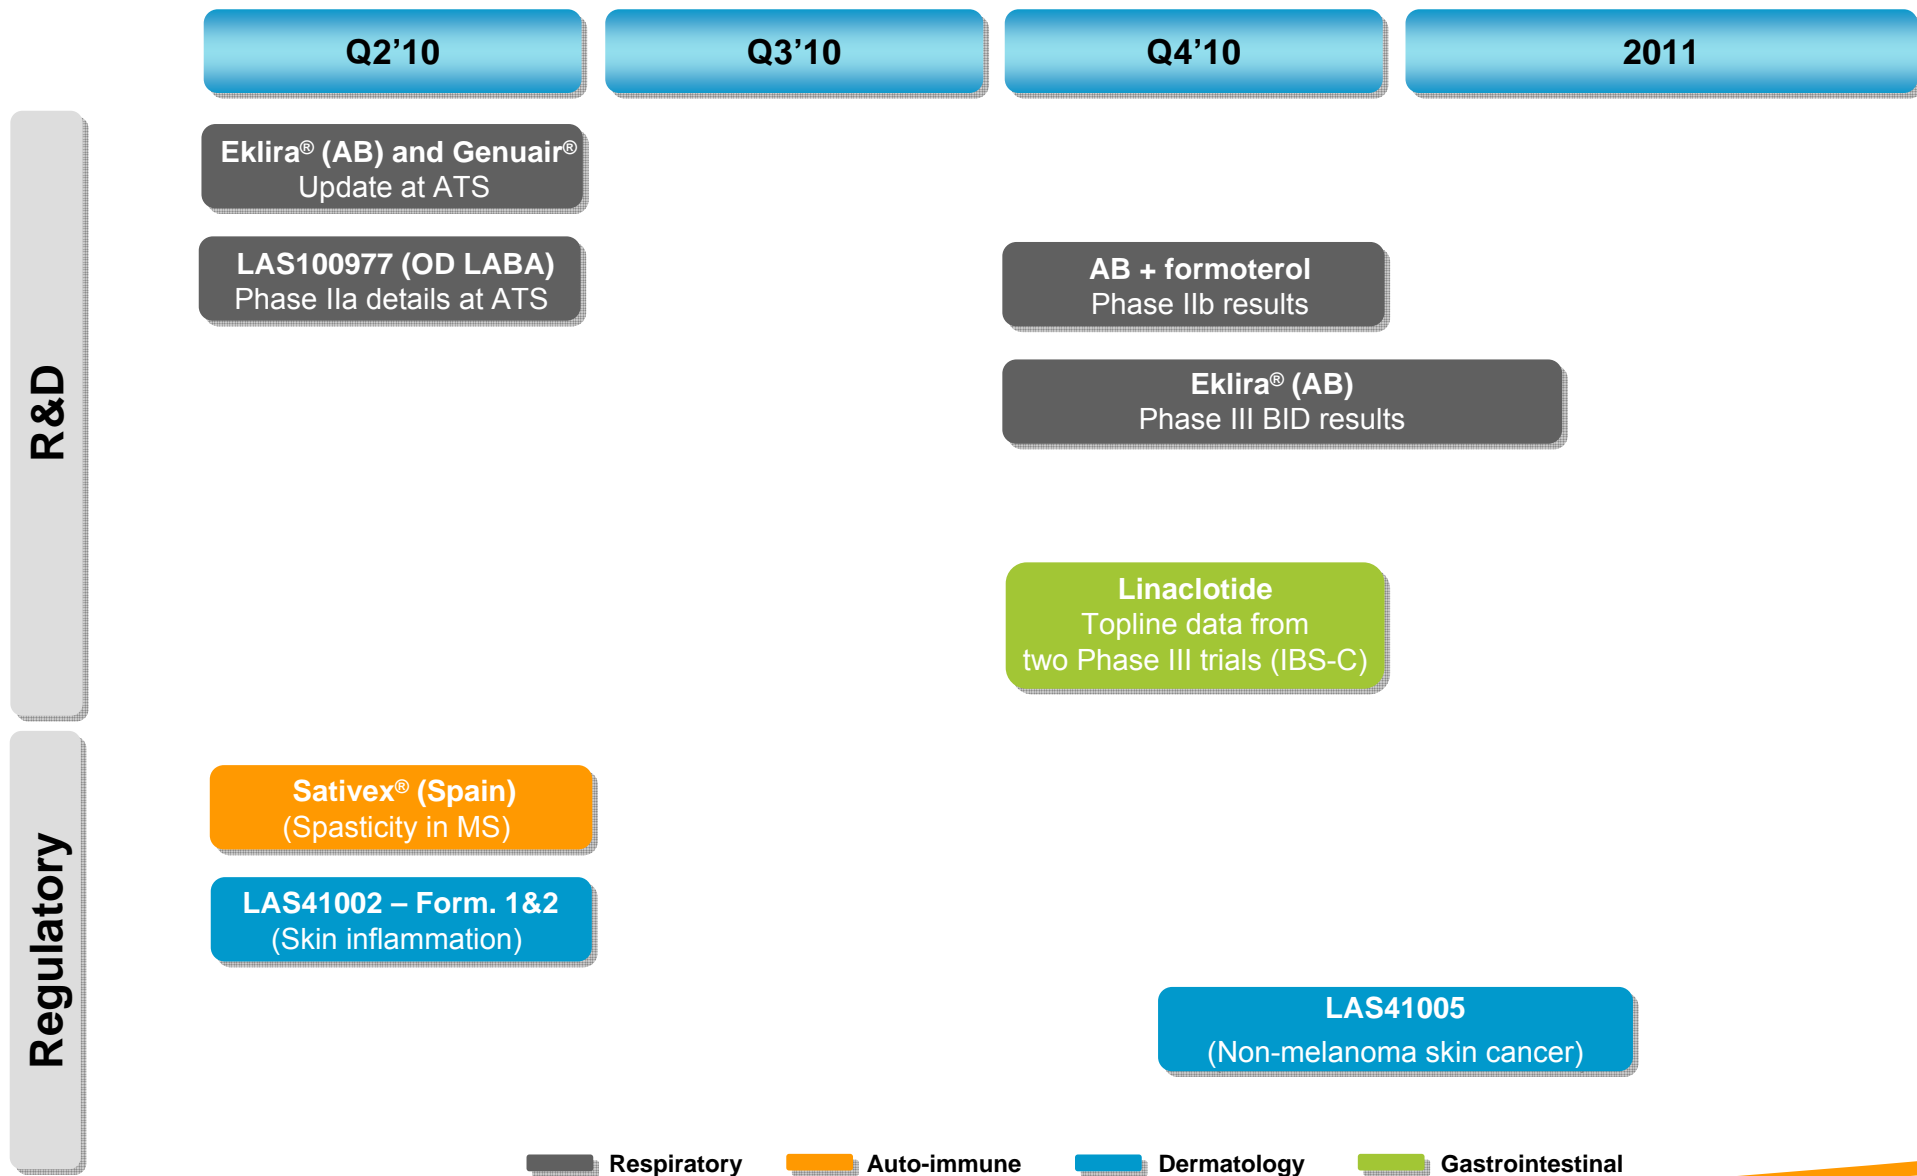 Q2’10
Q3’10
Q4’10
2011
R&D
Eklira® (AB) and Genuair®
Update at ATS
LAS100977 (OD LABA)
Phase IIa details at ATS
AB + formoterol
Phase IIb results
Eklira® (AB)
Phase III BID results
Linaclotide
Topline data from
two Phase III trials (IBS-C)
Regulatory
Sativex® (Spain)
(Spasticity in MS)
LAS41002 – Form. 1&2
(Skin inflammation)
LAS41005
(Non-melanoma skin cancer)
Respiratory
Auto-immune
Dermatology
Gastrointestinal